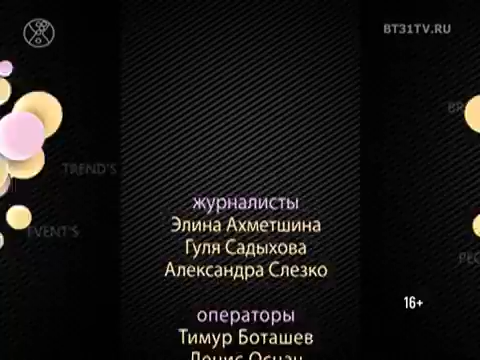 BT31TV.RU
TREND'S
EVENT'S
журналисты
Элина Ахметшина
Гуля Садыхова
Александра Слезко
16+
операторы
Тимур Боташев